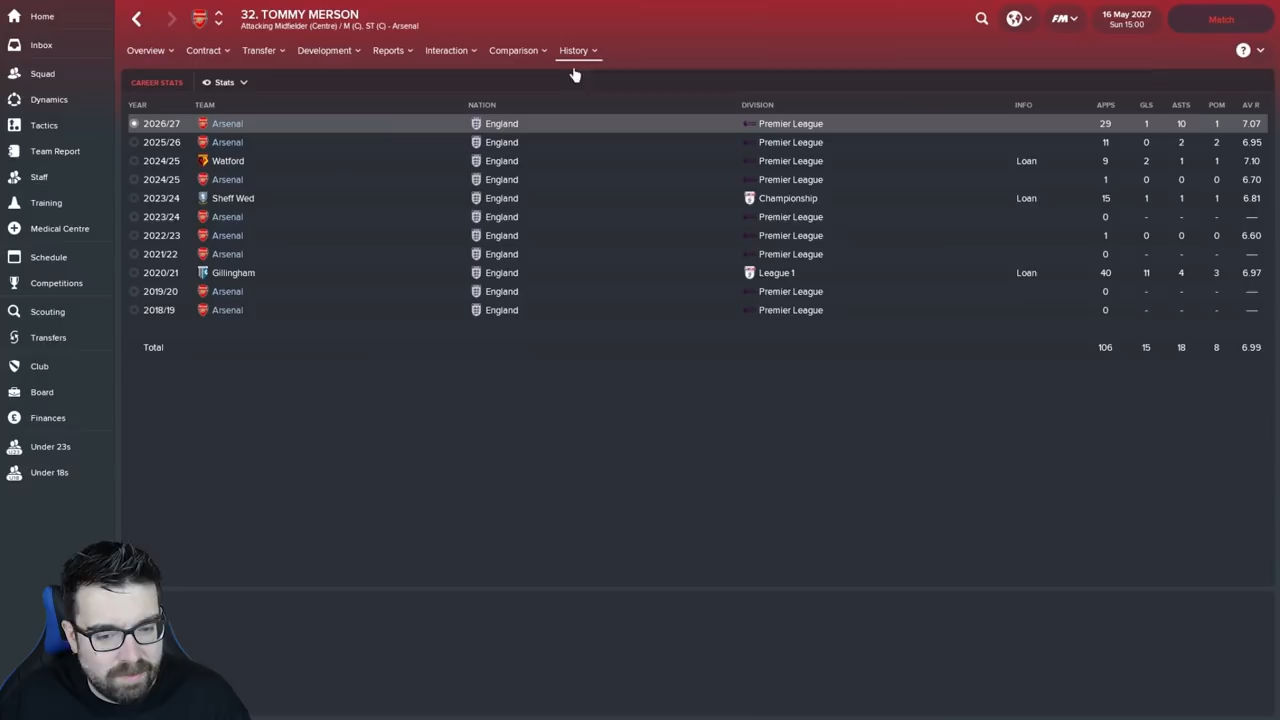 32. TOMMY MERSON
Attacking Midfielder (Centre) / M (C), ST (C) - Arsenal
FM
16 May 2027
Sun 15:00
Match
Overview Contract Transfer Development Reports Interaction Comparison History
?
CAREER STATS Stats
YEAR TEAM NATION DIVISION INFO APPS GLS ASTS POM AV R
2026/27 Arsenal England Premier League 29 1 10 1 7.07
2025/26 Arsenal England Premier League 11 0 2 2 6.95
2024/25 Watford England Premier League Loan 9 2 1 1 7.10
2024/25 Arsenal England Premier League 1 0 0 0 6.70
2023/24 Sheff Wed England Championship Loan 15 1 1 1 6.81
2023/24 Arsenal England Premier League 0 - - - —
2022/23 Arsenal England Premier League 1 0 0 0 6.60
2021/22 Arsenal England Premier League 0 - - - —
2020/21 Gillingham England League 1 Loan 40 11 4 3 6.97
2019/20 Arsenal England Premier League 0 - - - —
2018/19 Arsenal England Premier League 0 - - - —
Total 106 15 18 8 6.99
Home
Inbox
Squad
Dynamics
Tactics
Team Report
Staff
Training
Medical Centre
Schedule
Competitions
Scouting
Transfers
Club
Board
Finances
Under 23s
Under 18s